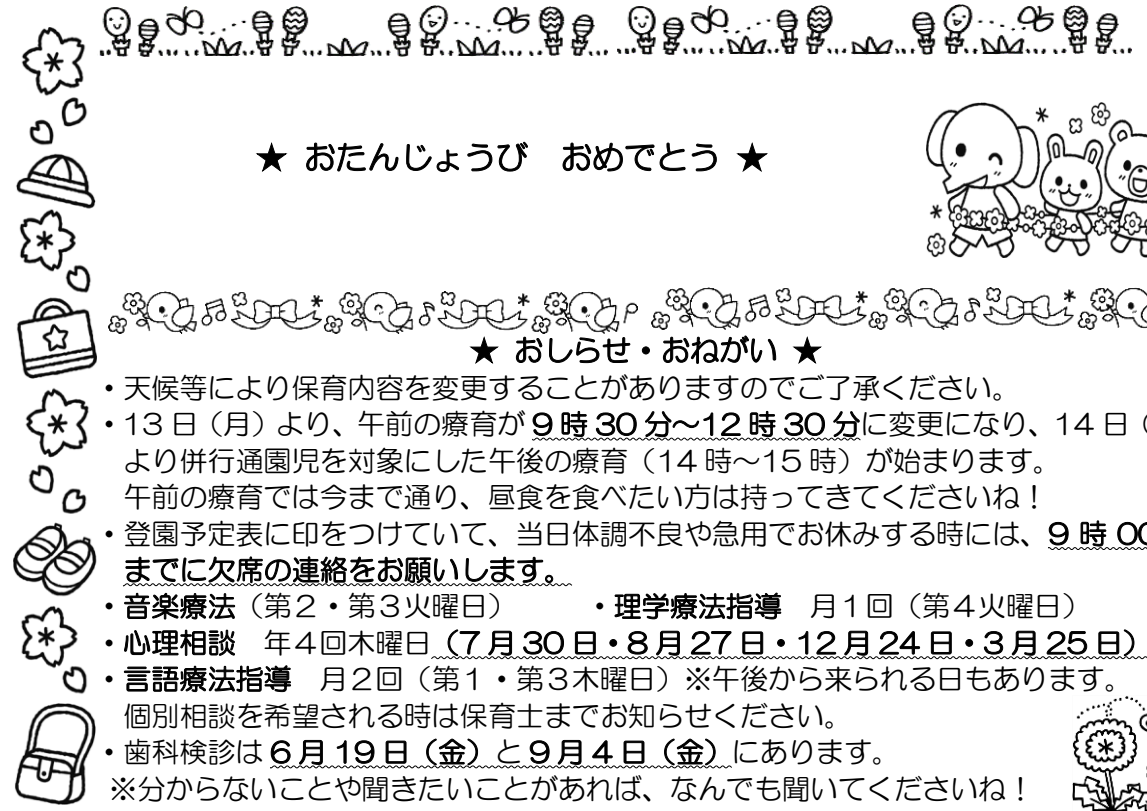 ★ おたんじょうび　おめでとう ★
★ おしらせ・おねがい ★
・天候等により保育内容を変更することがありますのでご了承ください。
・13日（月）より、午前の療育が9時30分～12時30分に変更になり、14日（
より併行通園児を対象にした午後の療育（14時～15時）が始まります。
午前の療育では今まで通り、昼食を食べたい方は持ってきてくださいね！
・登園予定表に印をつけていて、当日体調不良や急用でお休みする時には、9時00
までに欠席の連絡をお願いします。
・音楽療法（第2・第3火曜日）　　　・理学療法指導　月1回（第4火曜日）
・心理相談　年4回木曜日（7月30日・8月27日・12月24日・3月25日）
・言語療法指導　月2回（第1・第3木曜日）※午後から来られる日もあります。
個別相談を希望される時は保育士までお知らせください。
・歯科検診は6月19日（金）と9月4日（金）にあります。
※分からないことや聞きたいことがあれば、なんでも聞いてくださいね！